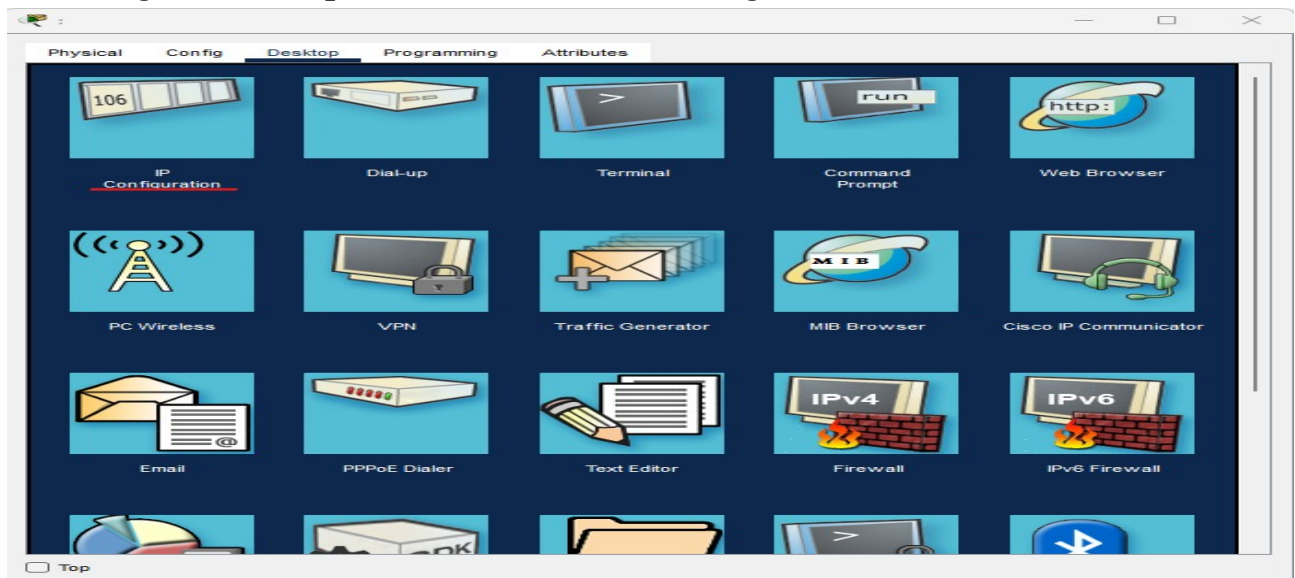 :
Physical Config Desktop Programming Attributes
106
>
run
http:
IP
Configuration
Dial-up
Terminal
Command
Prompt
Web Browser
MIB
PC Wireless
VPN
Traffic Generator
MIB Browser
Cisco IP Communicator
@
IPv4
IPv6
Email
PPPoE Dialer
Text Editor
Firewall
IPv6 Firewall
>
Top